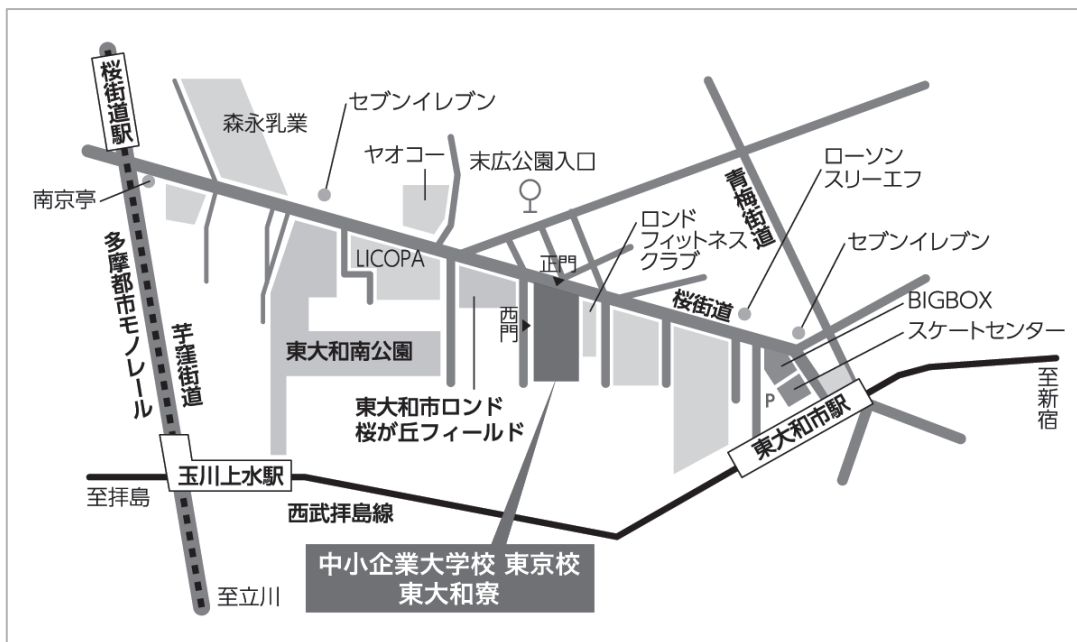 桜街道駅
森永乳業
セブンイレブン
ヤオコー
末広公園入口
ローソン
スリーエフ
青梅街道
南京亭
ロンド
フィットネス
クラブ
セブンイレブン
LICOPA
正門
桜街道
BIGBOX
スケートセンター
西門
多摩都市モノレール
芋窪街道
東大和南公園
東大和市ロンド
桜が丘フィールド
P
東大和市駅
至新宿
玉川上水駅
至拝島
西武拝島線
中小企業大学校 東京校
東大和寮
至立川